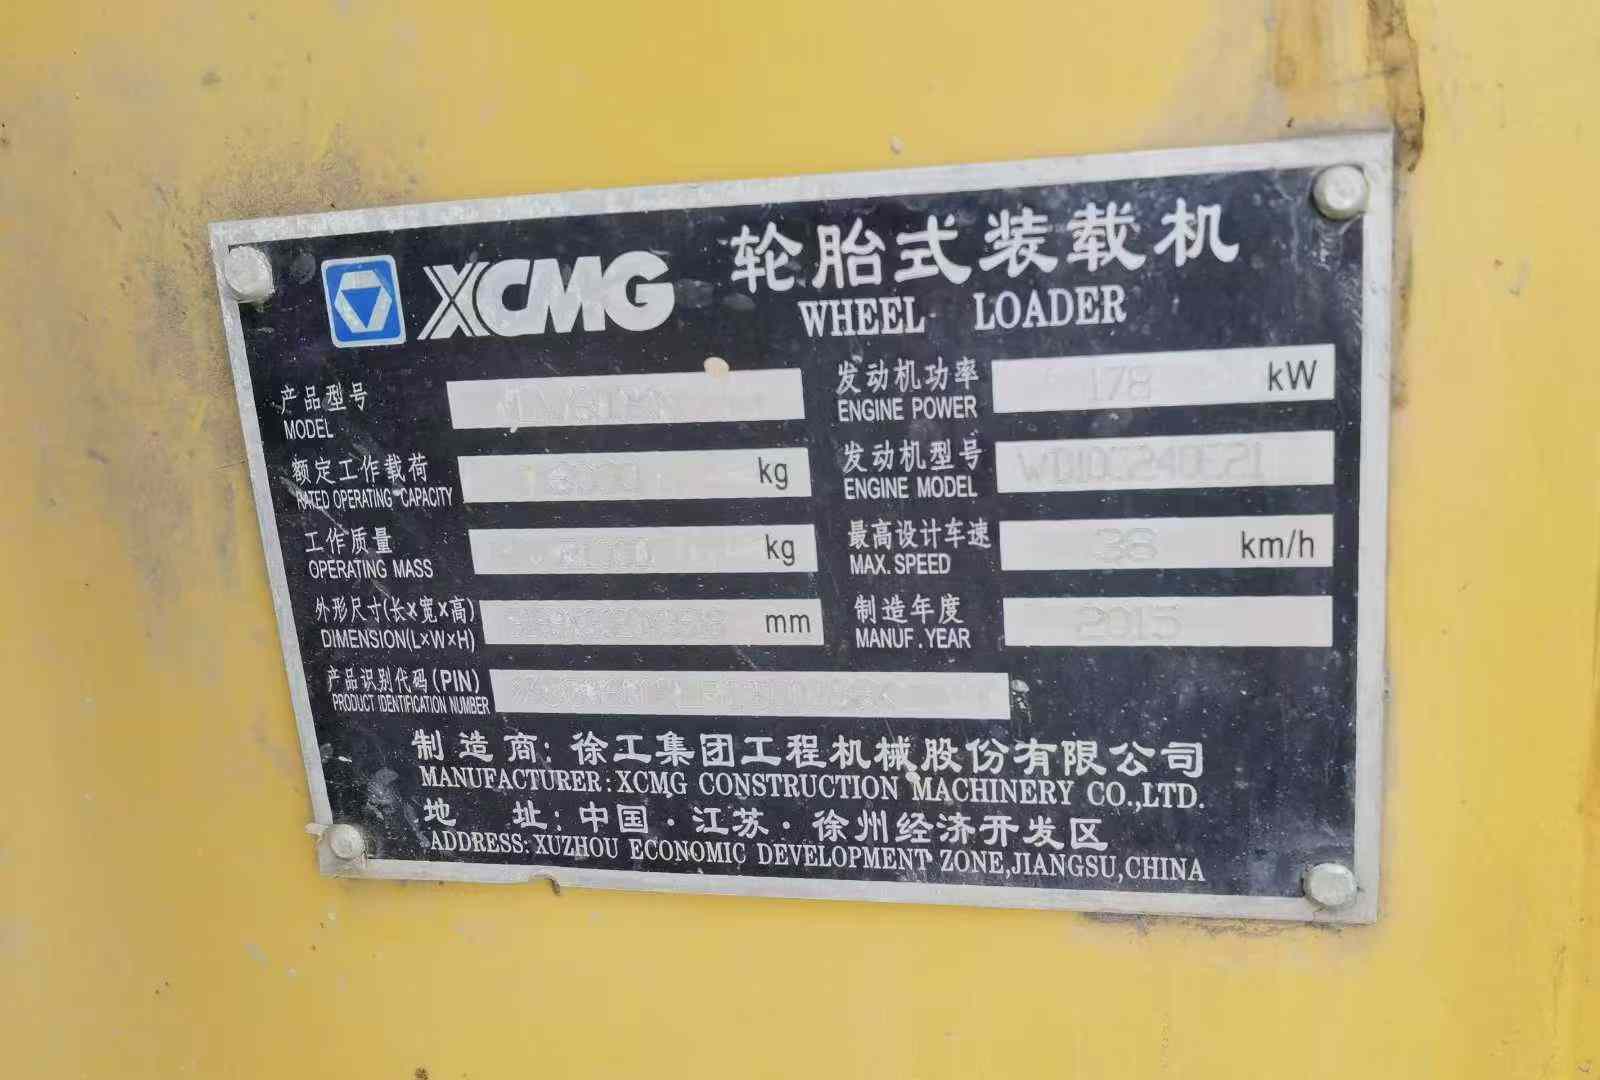 XCMG 轮胎式装载机
WHEEL LOADER
产品型号
MODEL
额定工作载荷 kg
RATED OPERATING CAPACITY
工作质量 kg
OPERATING MASS
外形尺寸(长×宽×高) mm
DIMENSION(L×W×H)
产品识别代码(PIN)
PRODUCT IDENTIFICATION NUMBER
发动机功率 178 kW
ENGINE POWER
发动机型号
ENGINE MODEL
最高设计车速 38 km/h
MAX. SPEED
制造年度 2015
MANUF. YEAR
制造商: 徐工集团工程机械股份有限公司
MANUFACTURER: XCMG CONSTRUCTION MACHINERY CO.,LTD.
地 址: 中国·江苏·徐州经济开发区
ADDRESS: XUZHOU ECONOMIC DEVELOPMENT ZONE,JIANGSU,CHINA